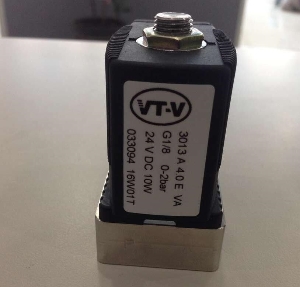 VT-V
3013 A 4.0 E VA
G1/8 0-2bar
24 V DC 10W
033094 16W01T